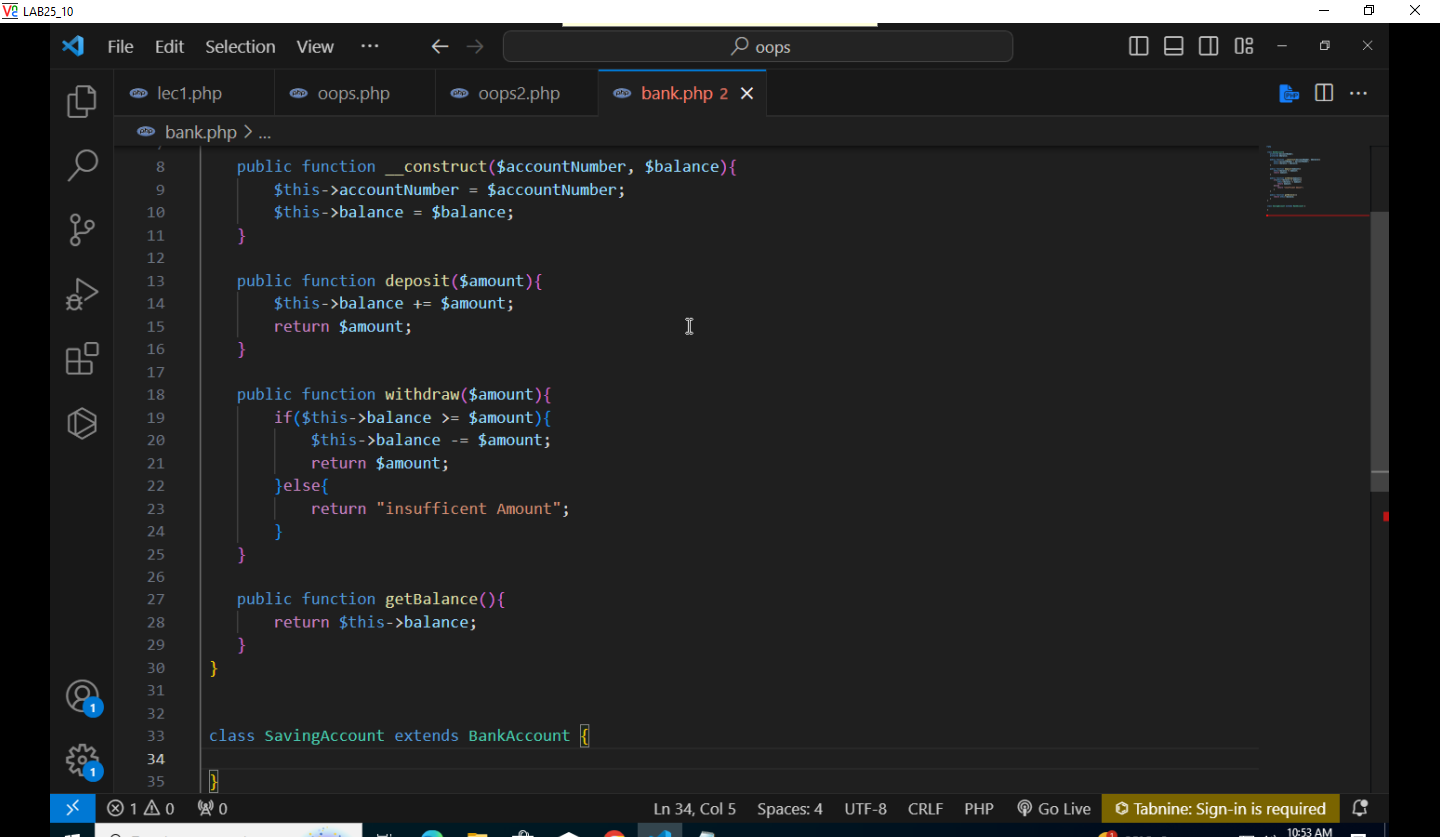 LAB25_10
File Edit Selection View ... oops
lec1.php oops.php oops2.php bank.php 2
bank.php > ...
8 public function __construct($accountNumber, $balance){
9 $this->accountNumber = $accountNumber;
10 $this->balance = $balance;
11 }
12
13 public function deposit($amount){
14 $this->balance += $amount;
15 return $amount;
16 }
17
18 public function withdraw($amount){
19 if($this->balance >= $amount){
20 $this->balance -= $amount;
21 return $amount;
22 }else{
23 return "insufficent Amount";
24 }
25 }
26
27 public function getBalance(){
28 return $this->balance;
29 }
30 }
31
32
33 class SavingAccount extends BankAccount {
34
35 }
1
1
1 0 0 Ln 34, Col 5 Spaces: 4 UTF-8 CRLF PHP Go Live Tabnine: Sign-in is required
10:53 AM